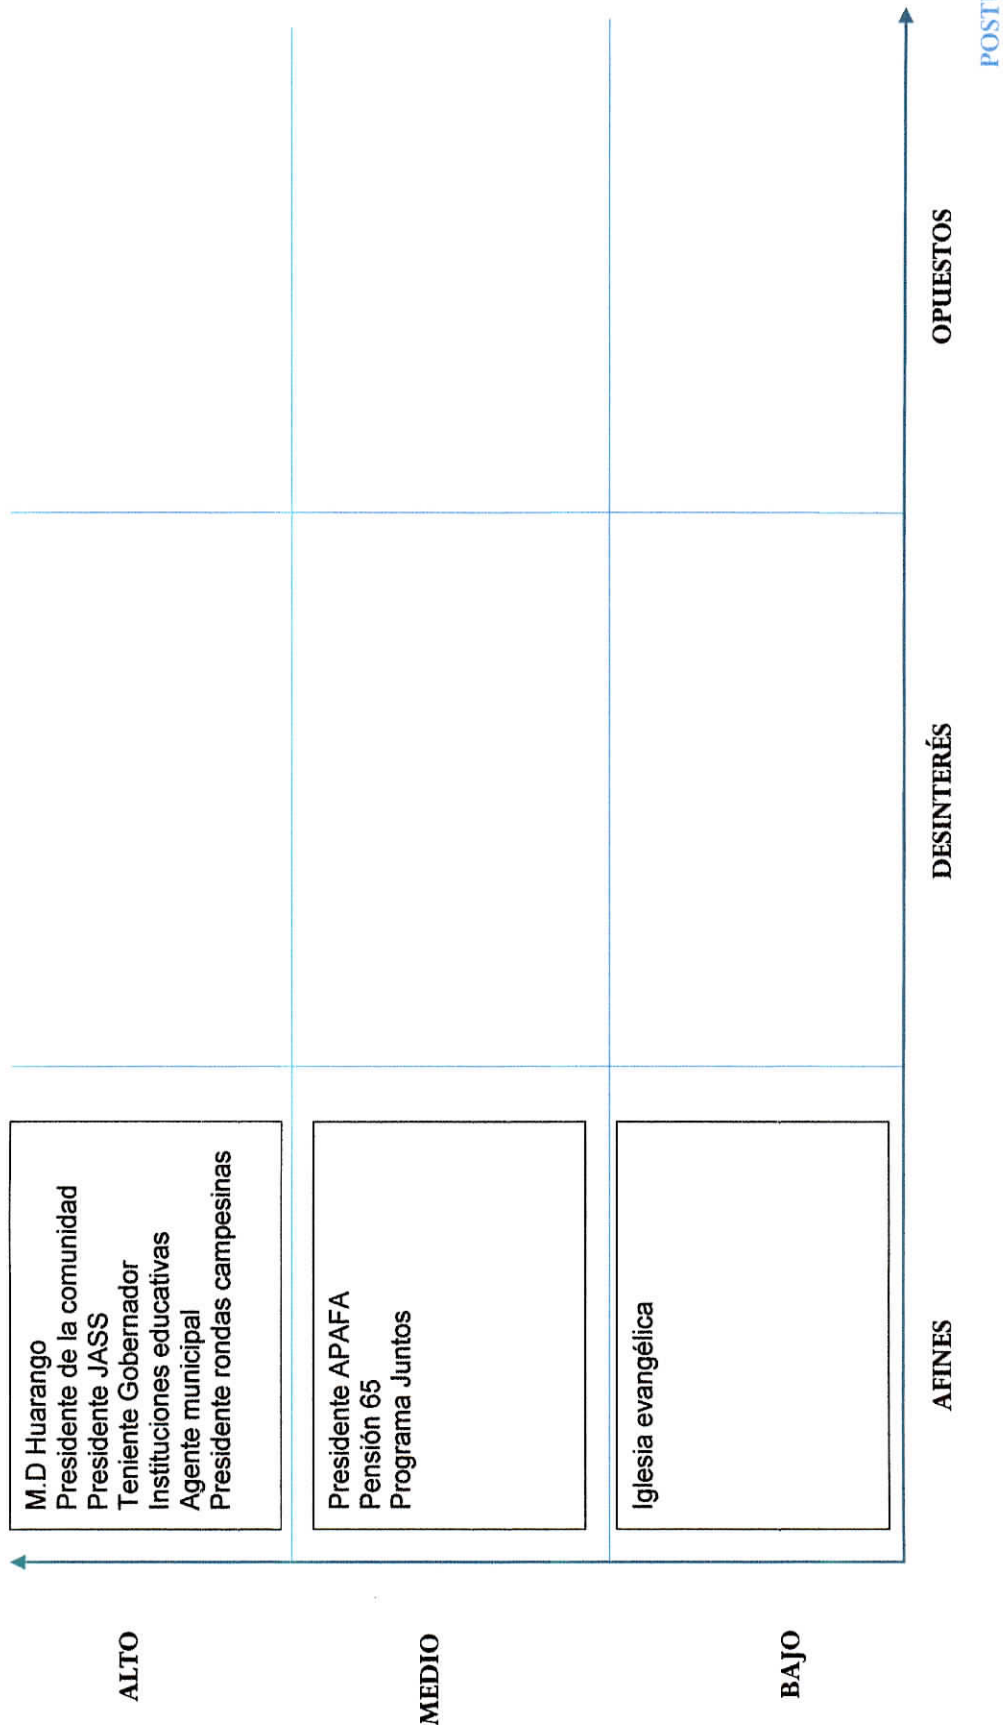 ALTO
M.D Huarango
Presidente de la comunidad
Presidente JASS
Teniente Gobernador
Instituciones educativas
Agente municipal
Presidente rondas campesinas
MEDIO
Presidente APAFA
Pensión 65
Programa Juntos
BAJO
Iglesia evangélica
AFINES
DESINTERÉS
OPUESTOS
POST